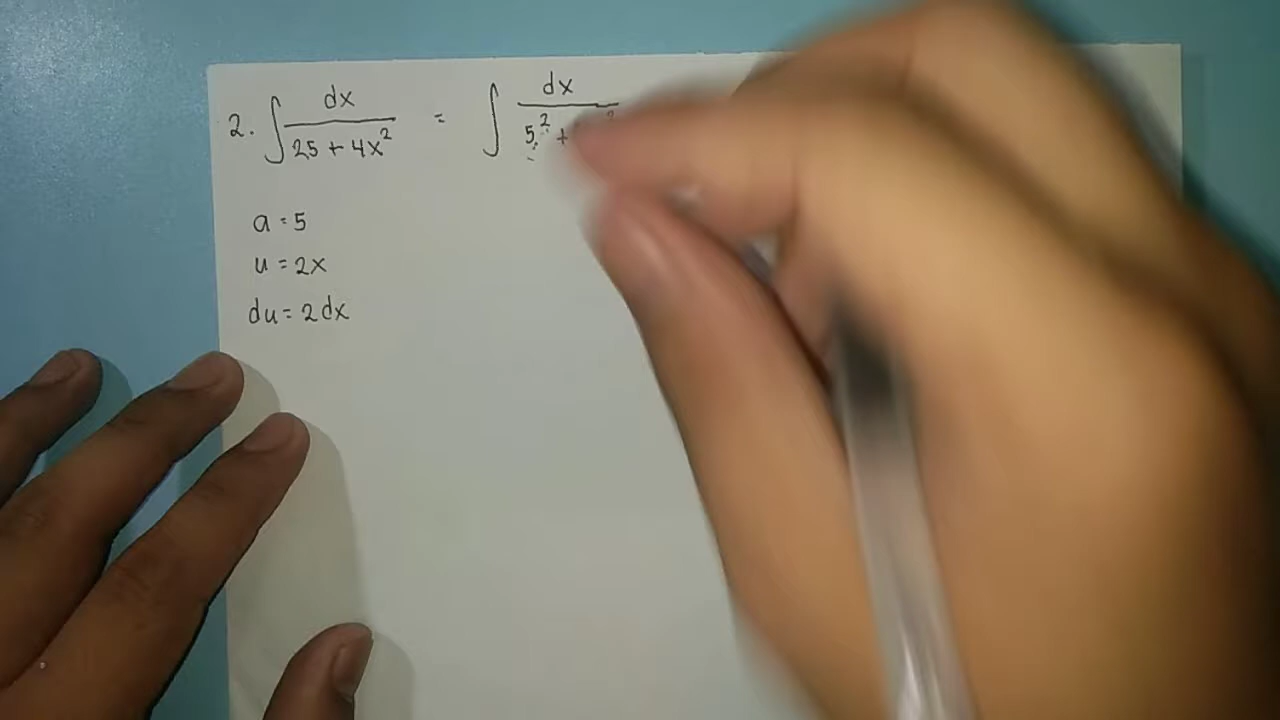 2. ∫ dx / 25 + 4x² = ∫ dx / 5² +
a = 5
u = 2x
du = 2dx